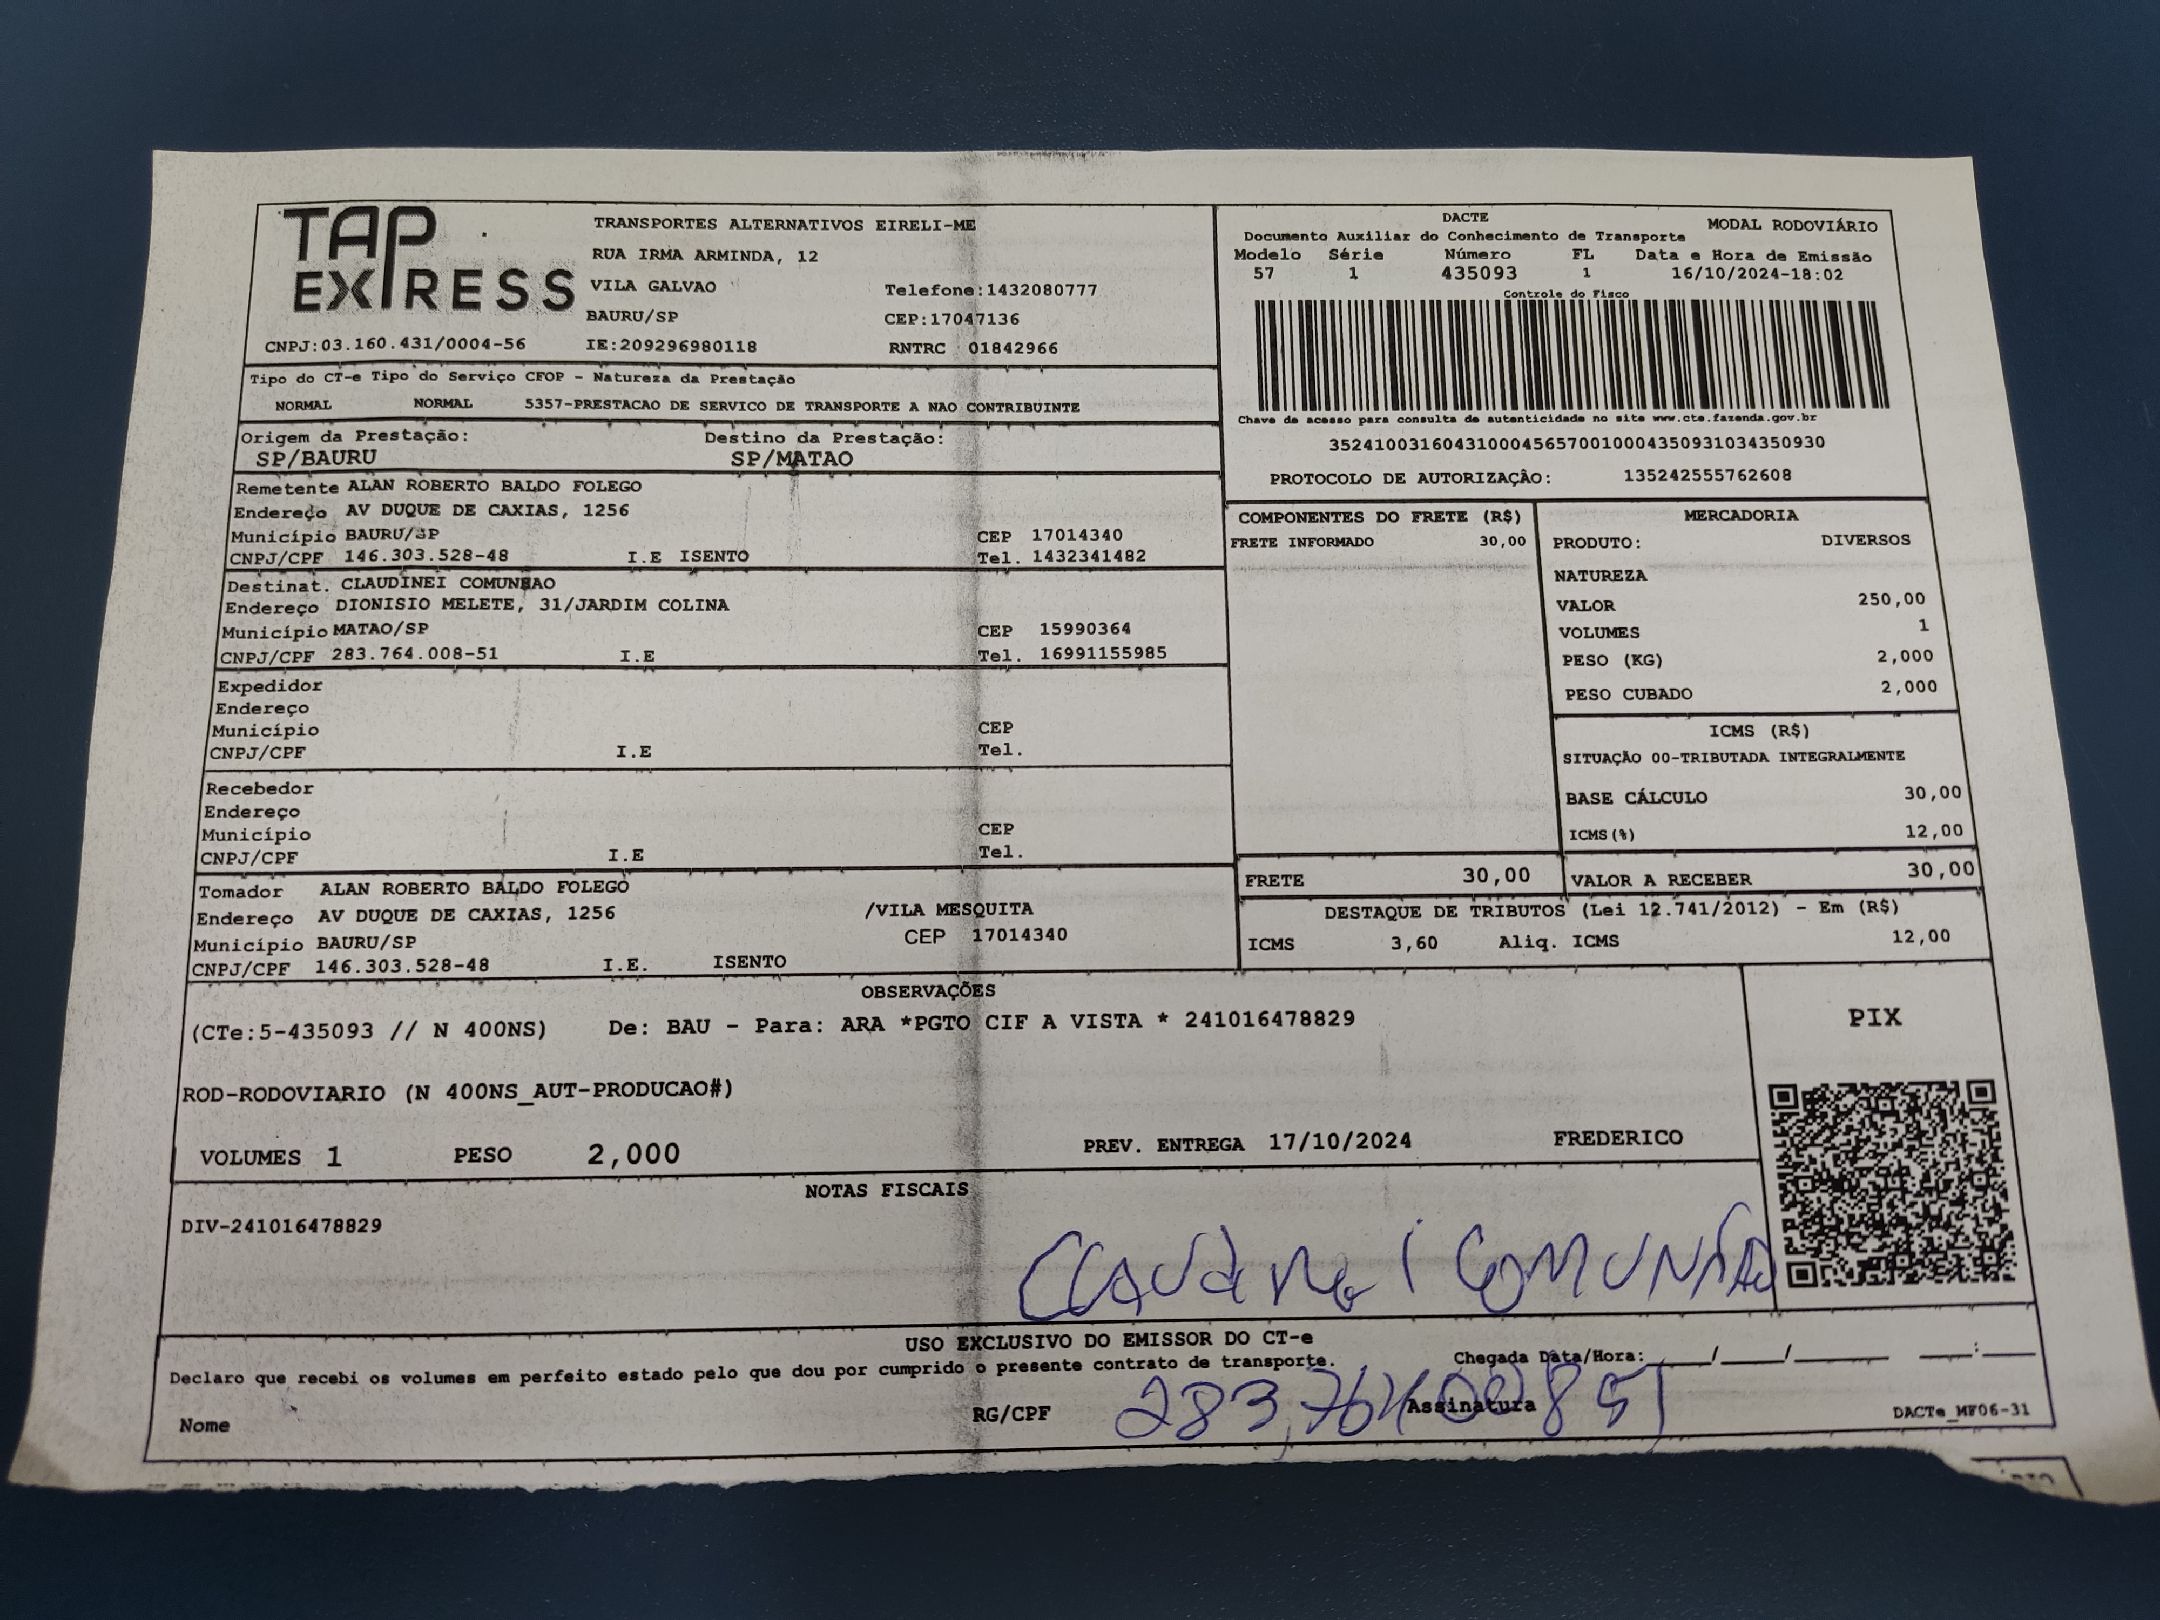 TAP EXPRESS
TRANSPORTES ALTERNATIVOS EIRELI-ME
RUA IRMA ARMINDA, 12
VILA GALVAO Telefone:1432080777
BAURU/SP CEP:17047136
CNPJ:03.160.431/0004-56 IE:209296980118 RNTRC 01842966
DACTE MODAL RODOVIÁRIO
Documento Auxiliar do Conhecimento de Transporte
Modelo Série Número FL Data e Hora de Emissão
57 1 435093 1 16/10/2024-18:02
Controle do Fisco
Chave de acesso para consulta de autenticidade no site www.cte.fazenda.gov.br
35241003160431000456570010004350931034350930
PROTOCOLO DE AUTORIZAÇÃO: 135242555762608
Tipo do CT-e Tipo do Serviço CFOP - Natureza da Prestação
NORMAL NORMAL 5357-PRESTACAO DE SERVICO DE TRANSPORTE A NAO CONTRIBUINTE
Origem da Prestação: Destino da Prestação:
SP/BAURU SP/MATAO
Remetente ALAN ROBERTO BALDO FOLEGO
Endereço AV DUQUE DE CAXIAS, 1256
Município BAURU/SP CEP 17014340
CNPJ/CPF 146.303.528-48 I.E ISENTO Tel. 1432341482
Destinat. CLAUDINEI COMUNHAO
Endereço DIONISIO MELETE, 31/JARDIM COLINA
Município MATAO/SP CEP 15990364
CNPJ/CPF 283.764.008-51 I.E Tel. 16991155985
Expedidor
Endereço
Município CEP
CNPJ/CPF I.E Tel.
Recebedor
Endereço
Município CEP
CNPJ/CPF I.E Tel.
Tomador ALAN ROBERTO BALDO FOLEGO
Endereço AV DUQUE DE CAXIAS, 1256 /VILA MESQUITA
Município BAURU/SP CEP 17014340
CNPJ/CPF 146.303.528-48 I.E. ISENTO
COMPONENTES DO FRETE (R$)
FRETE INFORMADO 30,00
MERCADORIA
PRODUTO: DIVERSOS
NATUREZA
VALOR 250,00
VOLUMES 1
PESO (KG) 2,000
PESO CUBADO 2,000
ICMS (R$)
SITUAÇÃO 00-TRIBUTADA INTEGRALMENTE
BASE CÁLCULO 30,00
ICMS(%) 12,00
FRETE 30,00 VALOR A RECEBER 30,00
DESTAQUE DE TRIBUTOS (Lei 12.741/2012) - Em (R$)
ICMS 3,60 Aliq. ICMS 12,00
OBSERVAÇÕES
(CTe:5-435093 // N 400NS) De: BAU - Para: ARA *PGTO CIF A VISTA * 241016478829
ROD-RODOVIARIO (N 400NS_AUT-PRODUCAO#)
VOLUMES 1 PESO 2,000 PREV. ENTREGA 17/10/2024 FREDERICO
PIX
NOTAS FISCAIS
DIV-241016478829
Claudinei COMUNHAO
USO EXCLUSIVO DO EMISSOR DO CT-e
Declaro que recebi os volumes em perfeito estado pelo que dou por cumprido o presente contrato de transporte. Chegada Data/Hora:____/____/______ ___:___
Nome RG/CPF 283,76400851 Assinatura DACTe_MF06-31